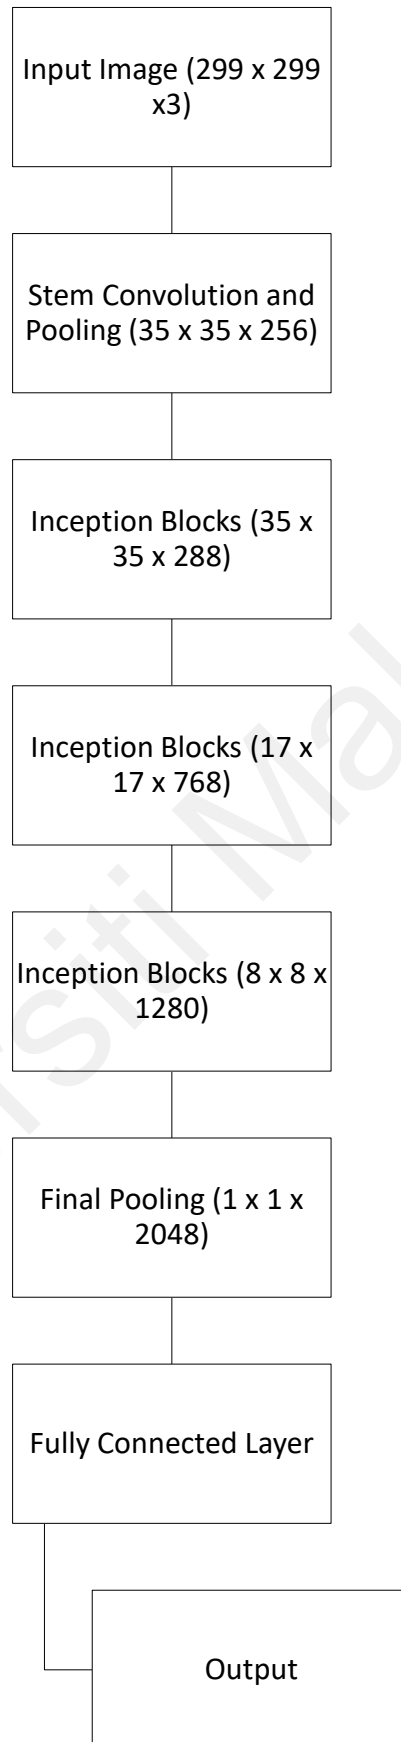 Input Image (299 x 299
x3)
Stem Convolution and
Pooling (35 x 35 x 256)
Inception Blocks (35 x
35 x 288)
Inception Blocks (17 x
17 x 768)
Inception Blocks (8 x 8 x
1280)
Final Pooling (1 x 1 x
2048)
Fully Connected Layer
Output